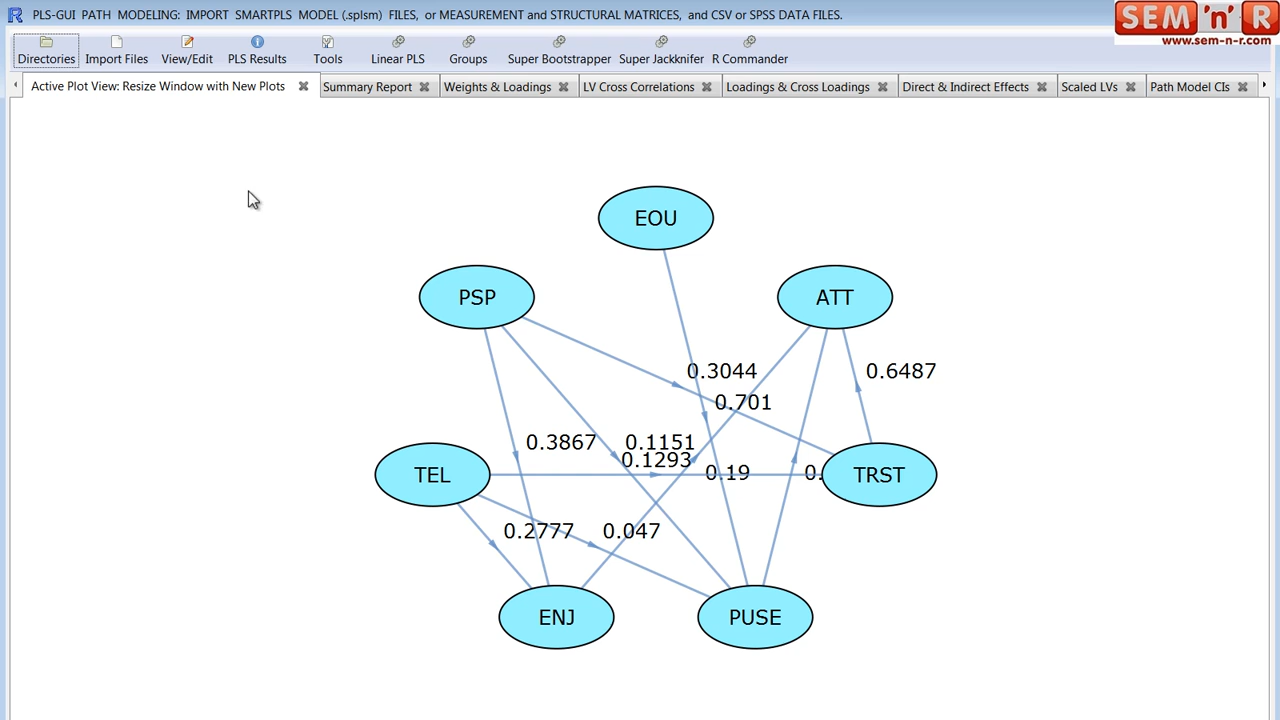 PLS-GUI PATH MODELING: IMPORT SMARTPLS MODEL (.splsm) FILES, or MEASUREMENT and STRUCTURAL MATRICES, and CSV or SPSS DATA FILES.
SEM 'n' R
www.sem-n-r.com
Directories Import Files View/Edit PLS Results Tools Linear PLS Groups Super Bootstrapper Super Jackknifer R Commander
Active Plot View: Resize Window with New Plots Summary Report Weights & Loadings LV Cross Correlations Loadings & Cross Loadings Direct & Indirect Effects Scaled LVs Path Model CIs
EOU
PSP ATT
0.3044 0.6487
0.701
0.3867 0.1151
0.1293
TEL 0.19 0. TRST
0.2777 0.047
ENJ PUSE